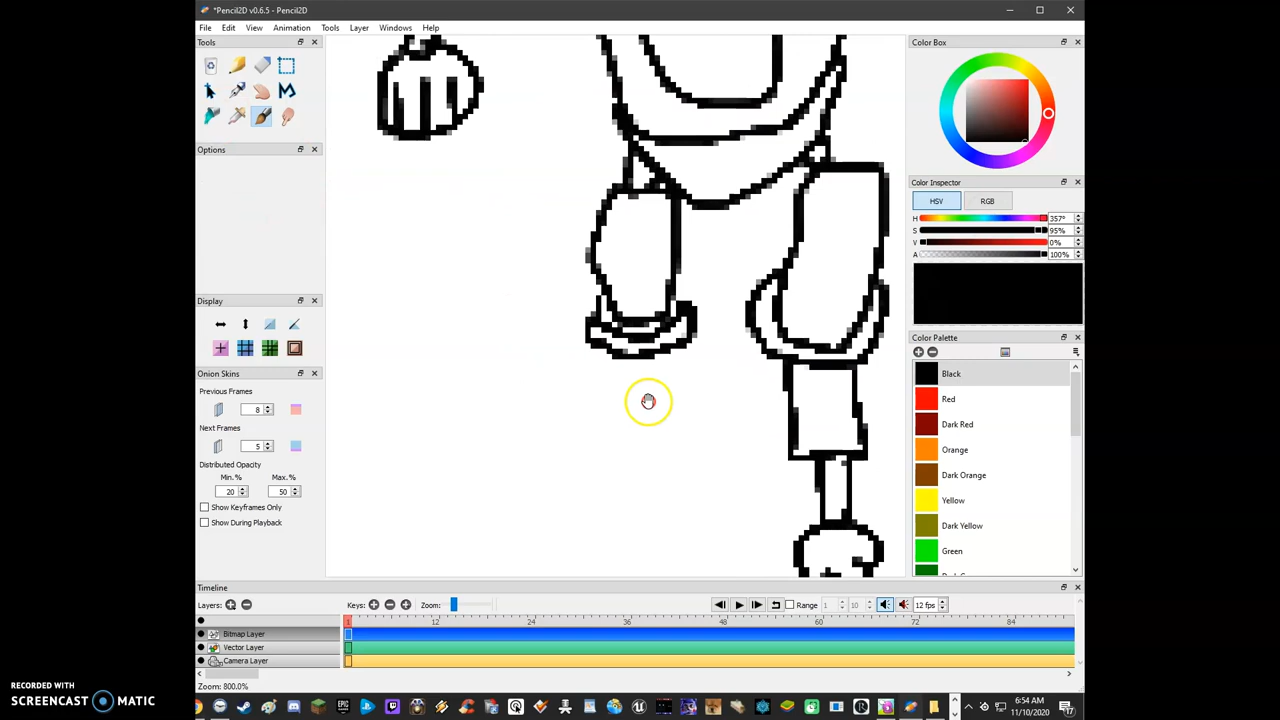 *Pencil2D v0.6.5 - Pencil2D
File Edit View Animation Tools Layer Windows Help
Tools
Options
Display
Onion Skins
Previous Frames
8
Next Frames
5
Distributed Opacity
Min.% Max.%
20 50
Show Keyframes Only
Show During Playback
Color Box
Color Inspector
HSV RGB
H 357°
S 95%
V 0%
A 100%
Color Palette
Black
Red
Dark Red
Orange
Dark Orange
Yellow
Dark Yellow
Green
Timeline
Layers: Keys: Zoom: Range 1 10 12 fps
1 12 24 36 48 60 72 84
Bitmap Layer
Vector Layer
Camera Layer
Zoom: 800.0%
RECORDED WITH
SCREENCAST MATIC
6:54 AM
11/10/2020
17